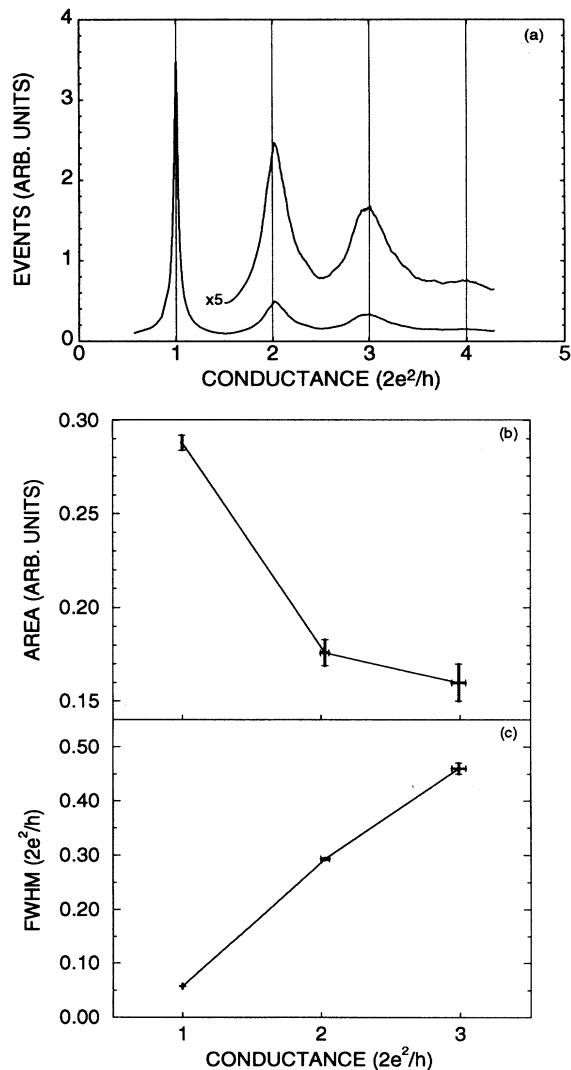 (a)
4
3
2
1
0
EVENTS (ARB. UNITS)
x5
0 1 2 3 4 5
CONDUCTANCE (2e²/h)
(b)
0.30
0.25
0.20
0.15
AREA (ARB. UNITS)
(c)
0.50
0.40
0.30
0.20
0.10
0.00
FWHM (2e²/h)
1 2 3
CONDUCTANCE (2e²/h)